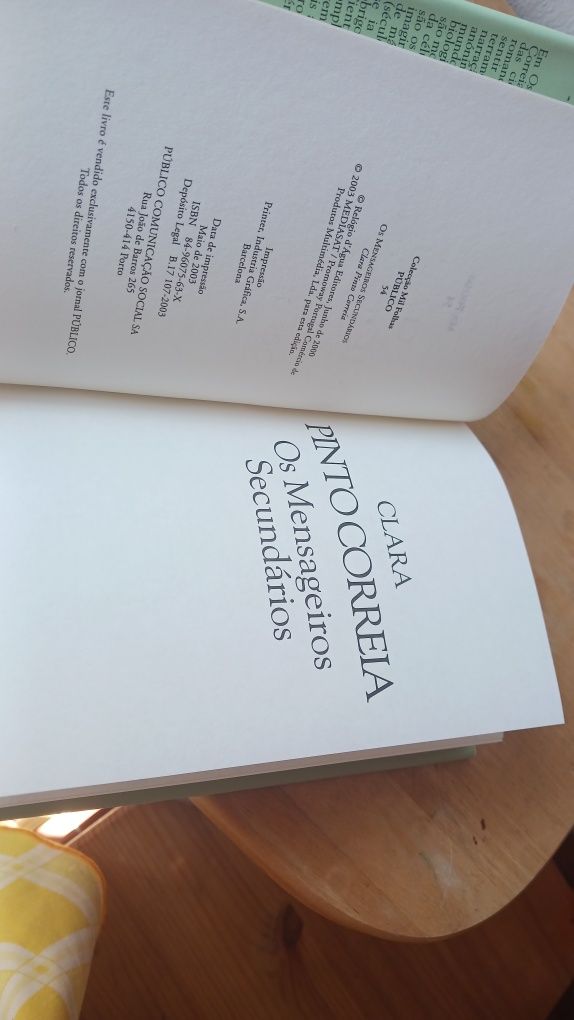 Colecção Mil Folhas
PÚBLICO
54
OS MENSAGEIROS SECUNDÁRIOS
© Clara Pinto Correia
© Relógio d'Água Editores, Junho de 2000
© 2003 MEDIASAT / Promoway Portugal Comércio de
Produtos Multimedia, Lda. para esta edição.
Impressão
Printer, Industria Gráfica, S.A.
Barcelona
Data de impressão
Maio de 2003
ISBN 84-96075-63-X
Depósito Legal B.17.107-2003
PÚBLICO COMUNICAÇÃO SOCIAL SA
Rua João de Barros 265
4150-414 Porto
Este livro é vendido exclusivamente com o jornal PÚBLICO.
Todos os direitos reservados.
CLARA
PINTO CORREIA
Os Mensageiros
Secundários